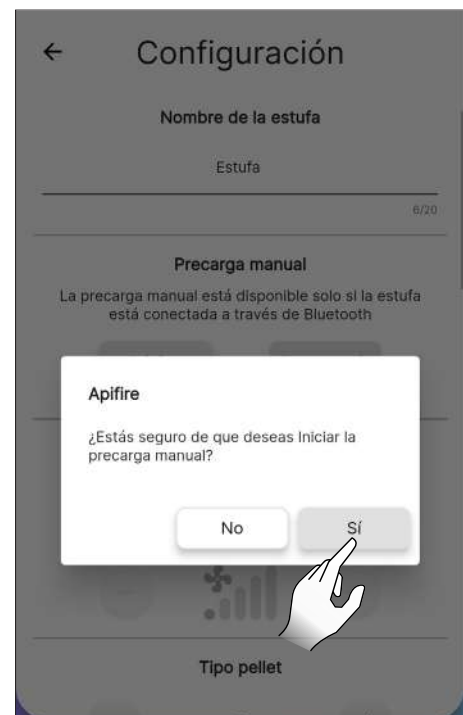 Configuración
Nombre de la estufa
Estufa
6/20
Precarga manual
La precarga manual está disponible solo si la estufa
está conectada a través de Bluetooth
Apifire
¿Estás seguro de que deseas Iniciar la
precarga manual?
No
Sí
Tipo pellet